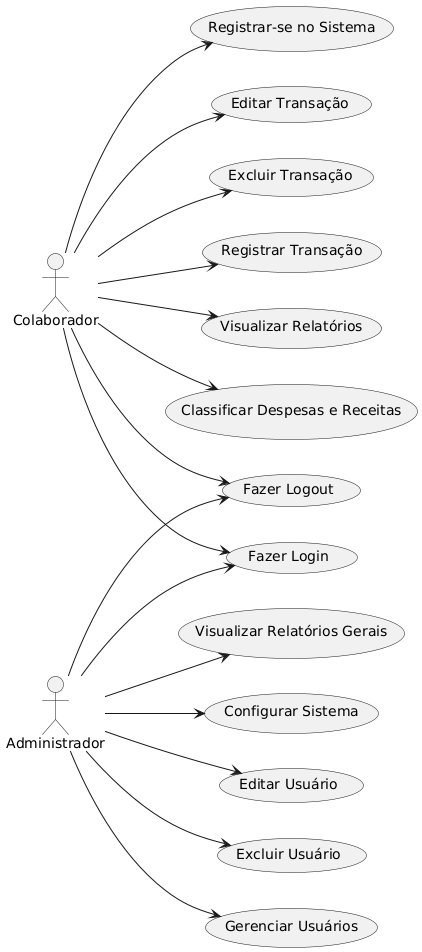 Registrar-se no Sistema
Editar Transação
Excluir Transação
Registrar Transação
Colaborador
Visualizar Relatórios
Classificar Despesas e Receitas
Fazer Logout
Fazer Login
Visualizar Relatórios Gerais
Configurar Sistema
Administrador
Editar Usuário
Excluir Usuário
Gerenciar Usuários